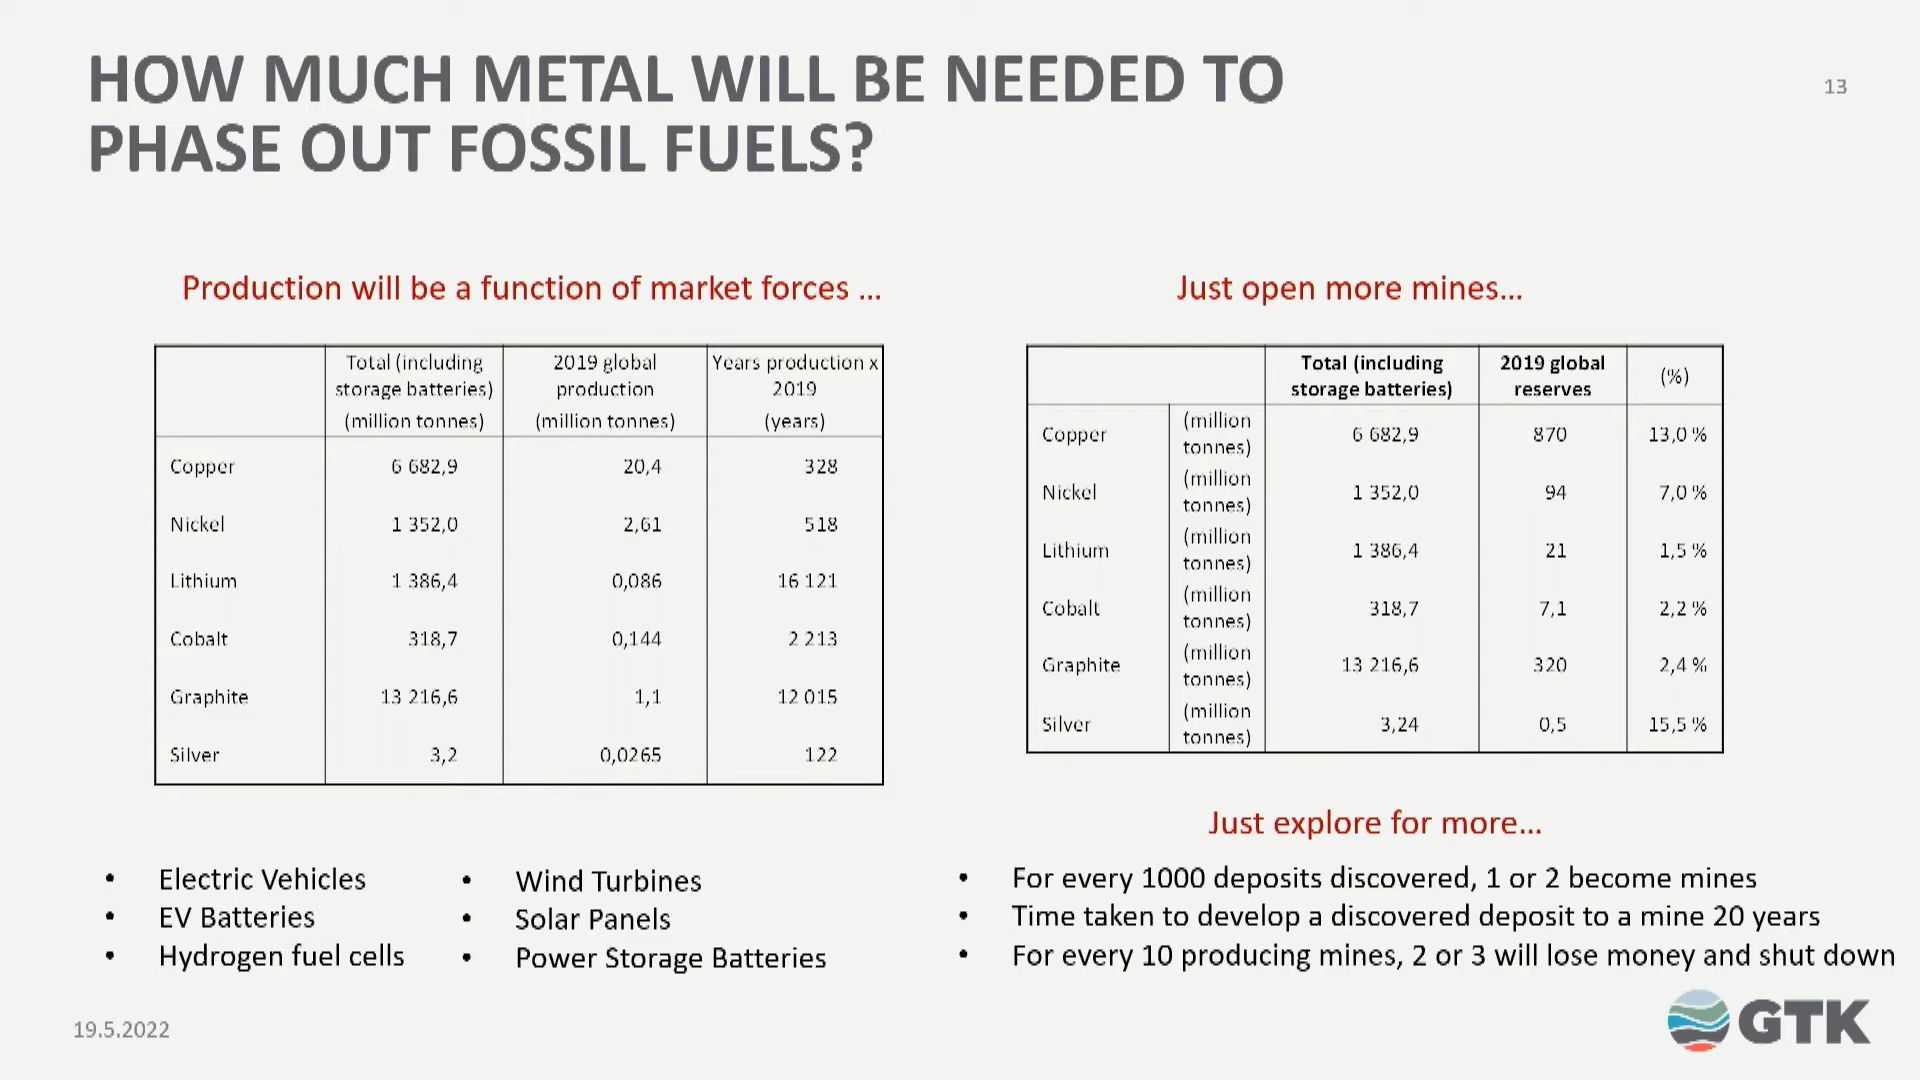 HOW MUCH METAL WILL BE NEEDED TO
PHASE OUT FOSSIL FUELS?
13
Production will be a function of market forces ...
Total (including storage batteries) (million tonnes) 2019 global production (million tonnes) Years production x 2019 (years)
Copper 6 682,9 20,4 328
Nickel 1 352,0 2,61 518
Lithium 1 386,4 0,086 16 121
Cobalt 318,7 0,144 2 213
Graphite 13 216,6 1,1 12 015
Silver 3,2 0,0265 122
Just open more mines...
Total (including storage batteries) 2019 global reserves (%)
Copper (million tonnes) 6 682,9 870 13,0 %
Nickel (million tonnes) 1 352,0 94 7,0 %
Lithium (million tonnes) 1 386,4 21 1,5 %
Cobalt (million tonnes) 318,7 7,1 2,2 %
Graphite (million tonnes) 13 216,6 320 2,4 %
Silver (million tonnes) 3,24 0,5 15,5 %
• Electric Vehicles
• EV Batteries
• Hydrogen fuel cells
• Wind Turbines
• Solar Panels
• Power Storage Batteries
Just explore for more...
• For every 1000 deposits discovered, 1 or 2 become mines
• Time taken to develop a discovered deposit to a mine 20 years
• For every 10 producing mines, 2 or 3 will lose money and shut down
19.5.2022
GTK